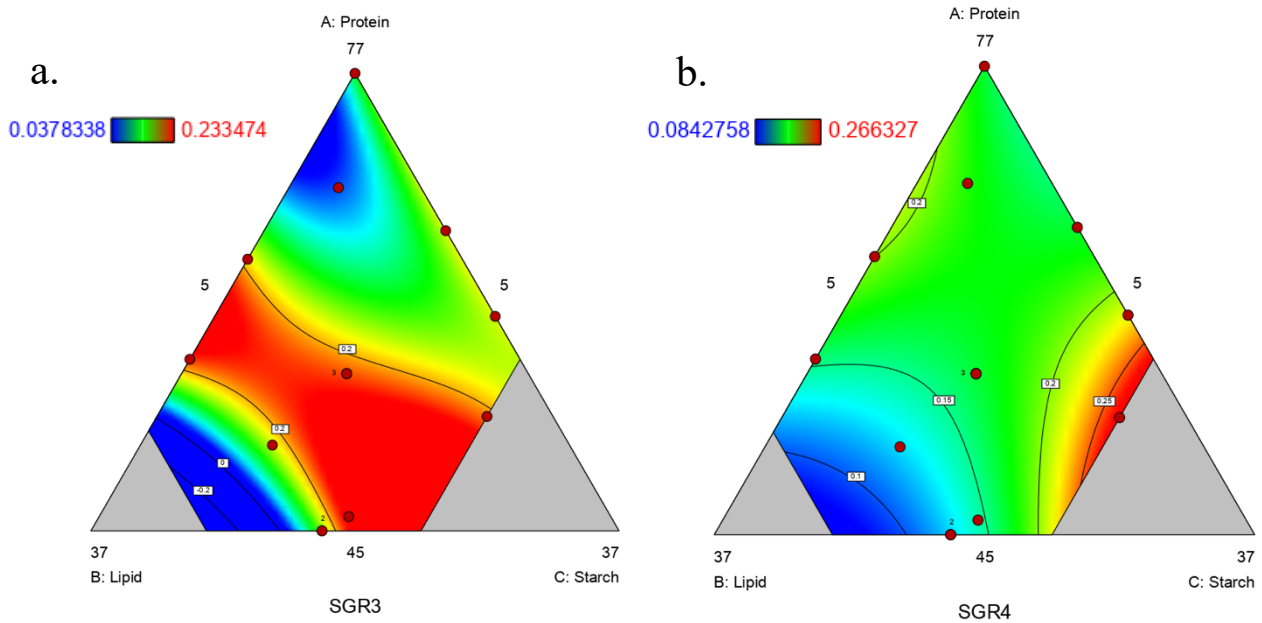 a.
A: Protein
77
0.0378338
0.233474
5
5
0.2
3
0.2
0
-0.2
2
37
45
37
B: Lipid
C: Starch
SGR3
b.
A: Protein
77
0.0842758
0.266327
0.2
5
5
3
0.2
0.15
0.25
0.1
2
37
45
37
B: Lipid
C: Starch
SGR4